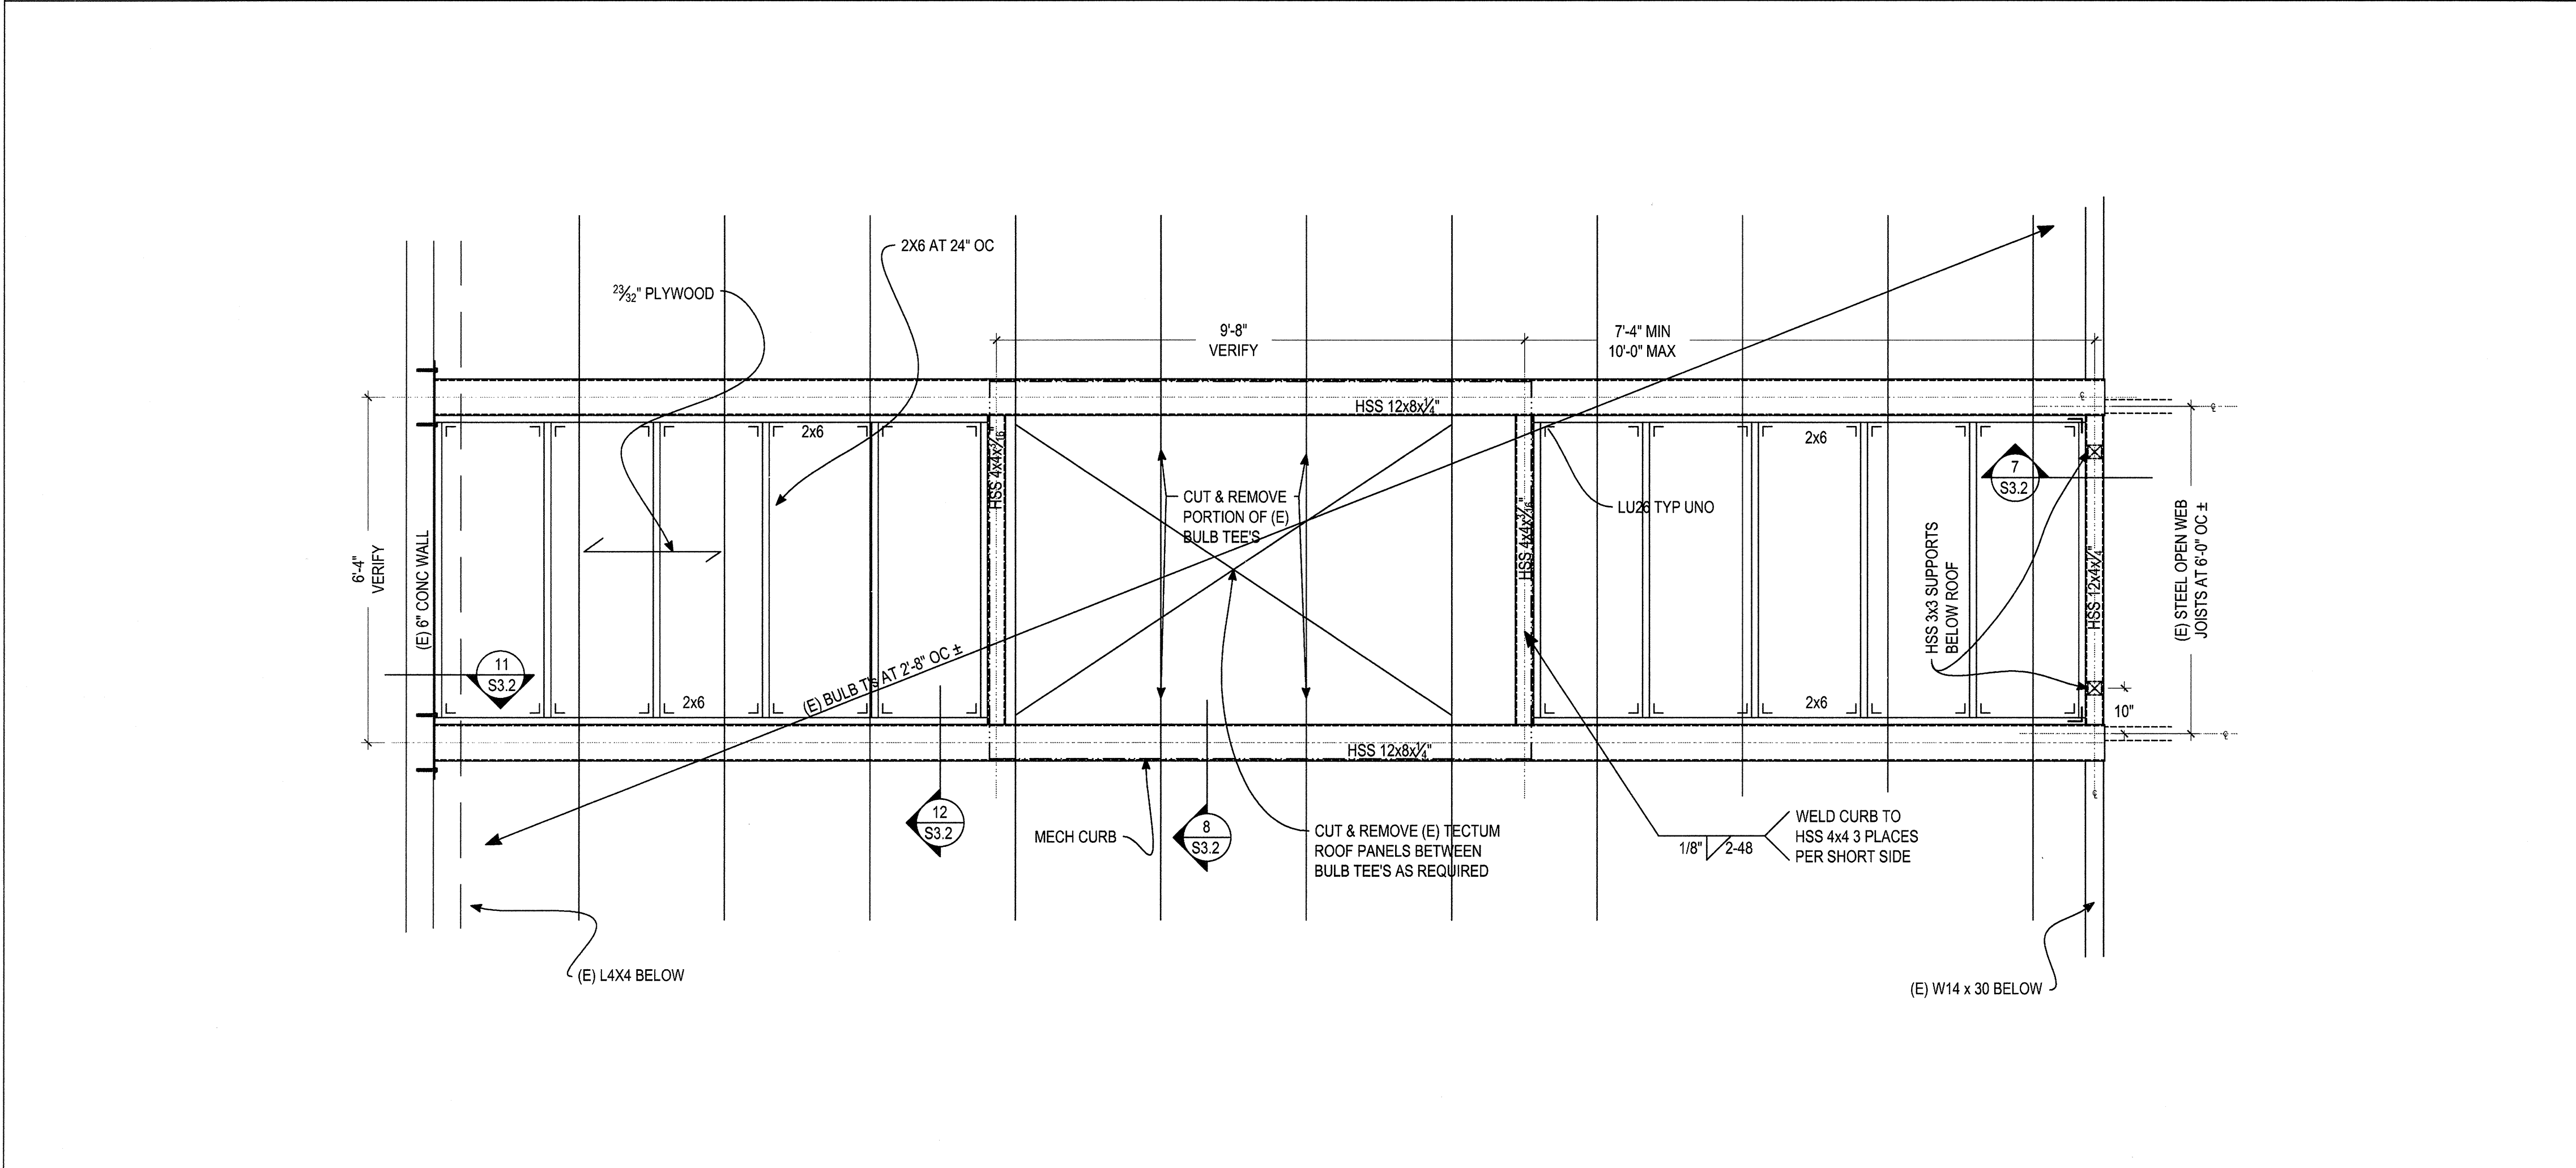 2X6 AT 24" OC
23/32" PLYWOOD
9'-8"
VERIFY
7'-4" MIN
10'-0" MAX
HSS 12x8x1/4"
2x6
2x6
HSS 4x4x3/16"
CUT & REMOVE
PORTION OF (E)
BULB TEE'S
LU26 TYP UNO
7
S3.2
6'-4"
VERIFY
(E) 6" CONC WALL
HSS 4x4x3/16"
HSS 3x3 SUPPORTS
BELOW ROOF
HSS 12x4x1/4"
(E) STEEL OPEN WEB
JOISTS AT 6'-0" OC ±
11
S3.2
(E) BULB T's AT 2'-8" OC ±
2x6
2x6
10"
HSS 12x8x1/4"
12
S3.2
MECH CURB
8
S3.2
CUT & REMOVE (E) TECTUM
ROOF PANELS BETWEEN
BULB TEE'S AS REQUIRED
1/8"
2-48
WELD CURB TO
HSS 4x4 3 PLACES
PER SHORT SIDE
(E) L4X4 BELOW
(E) W14 x 30 BELOW